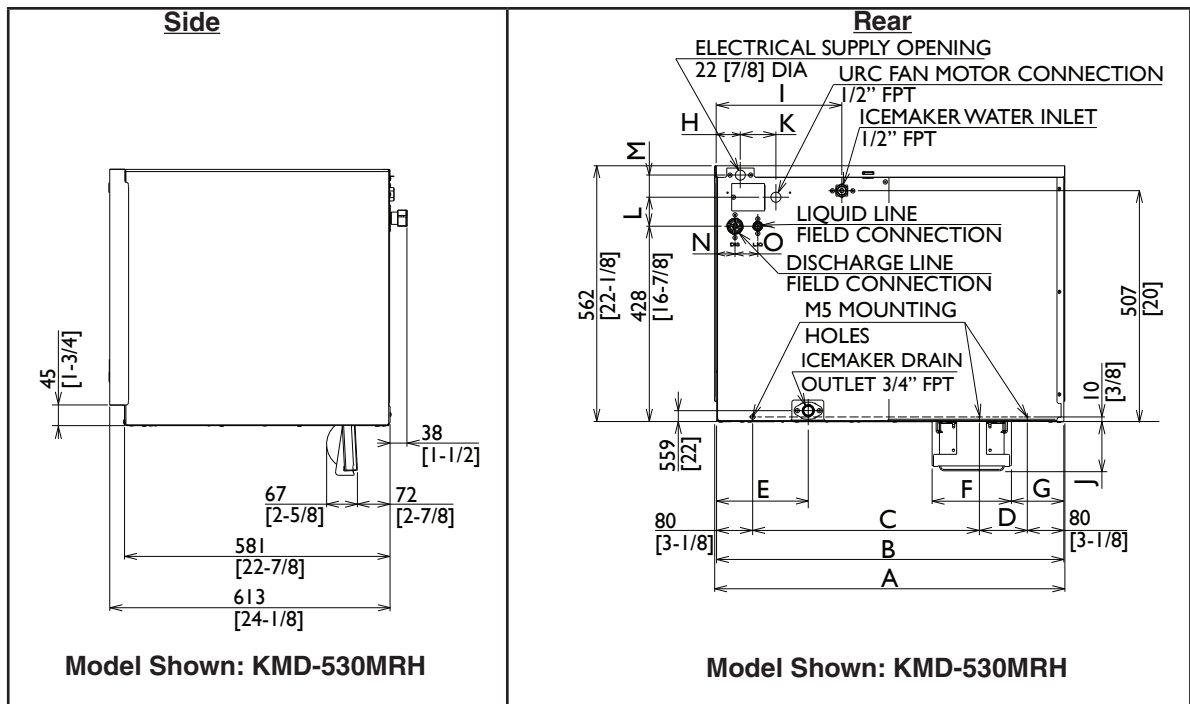 Side
45
[1-3/4]
38
[1-1/2]
67
[2-5/8]
72
[2-7/8]
581
[22-7/8]
613
[24-1/8]
Model Shown: KMD-530MRH
Rear
ELECTRICAL SUPPLY OPENING
22 [7/8] DIA
URC FAN MOTOR CONNECTION
1/2” FPT
I
H
K
ICEMAKER WATER INLET
1/2” FPT
M
L
LIQUID LINE
FIELD CONNECTION
N
O
DIS
LIQ
DISCHARGE LINE
FIELD CONNECTION
562
[22-1/8]
428
[16-7/8]
507
[20]
M5 MOUNTING
HOLES
ICEMAKER DRAIN
OUTLET 3/4” FPT
10
[3/8]
559
[22]
J
E
F
G
80
[3-1/8]
C
D
80
[3-1/8]
B
A
Model Shown: KMD-530MRH